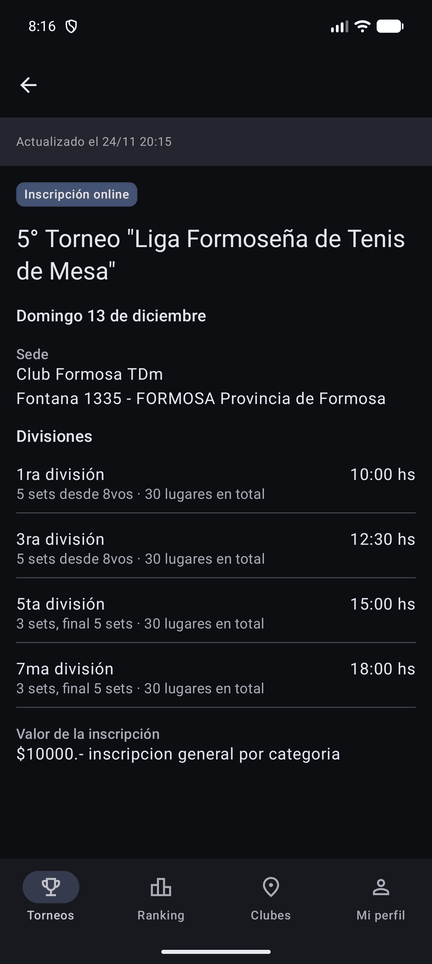 8:16
Actualizado el 24/11 20:15
Inscripción online
5° Torneo "Liga Formoseña de Tenis
de Mesa"
Domingo 13 de diciembre
Sede
Club Formosa TDm
Fontana 1335 - FORMOSA Provincia de Formosa
Divisiones
1ra división 10:00 hs
5 sets desde 8vos · 30 lugares en total
3ra división 12:30 hs
5 sets desde 8vos · 30 lugares en total
5ta división 15:00 hs
3 sets, final 5 sets · 30 lugares en total
7ma división 18:00 hs
3 sets, final 5 sets · 30 lugares en total
Valor de la inscripción
$10000.- inscripcion general por categoria
Torneos Ranking Clubes Mi perfil